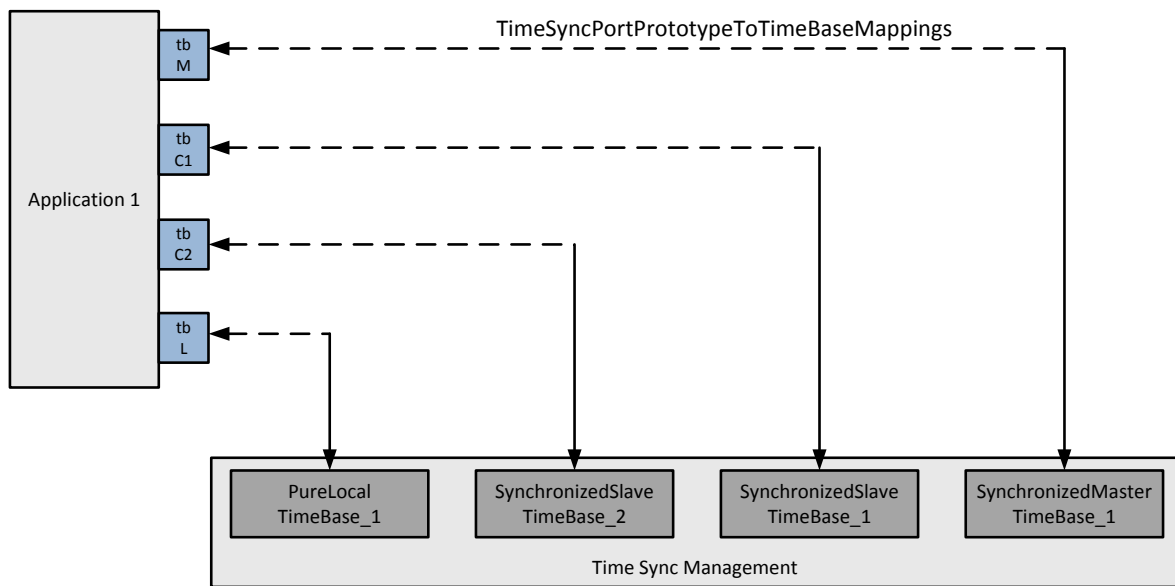 TimeSyncPortPrototypeToTimeBaseMappings
tb
M
tb
C1
Application 1
tb
C2
tb
L
PureLocal
TimeBase_1
SynchronizedSlave
TimeBase_2
SynchronizedSlave
TimeBase_1
SynchronizedMaster
TimeBase_1
Time Sync Management